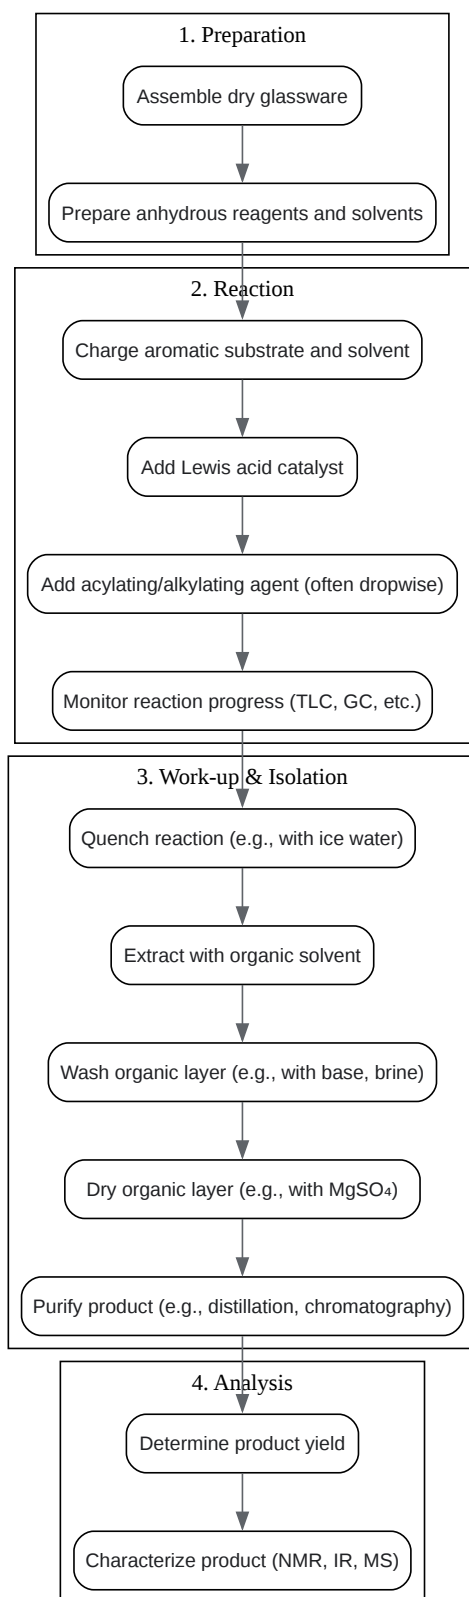 1. Preparation
Assemble dry glassware
Prepare anhydrous reagents and solvents
2. Reaction
Charge aromatic substrate and solvent
Add Lewis acid catalyst
Add acylating/alkylating agent (often dropwise)
Monitor reaction progress (TLC, GC, etc.)
3. Work-up & Isolation
Quench reaction (e.g., with ice water)
Extract with organic solvent
Wash organic layer (e.g., with base, brine)
Dry organic layer (e.g., with MgSO₄)
Purify product (e.g., distillation, chromatography)
4. Analysis
Determine product yield
Characterize product (NMR, IR, MS)